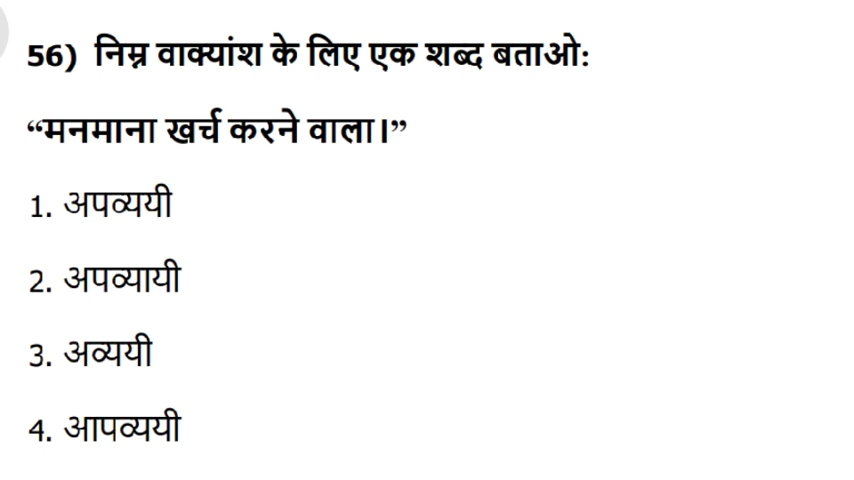 56) निम्न वाक्यांश के लिए एक शब्द बताओ:
“मनमाना खर्च करने वाला।”
1. अपव्ययी
2. अपव्यायी
3. अव्ययी
4. आपव्ययी